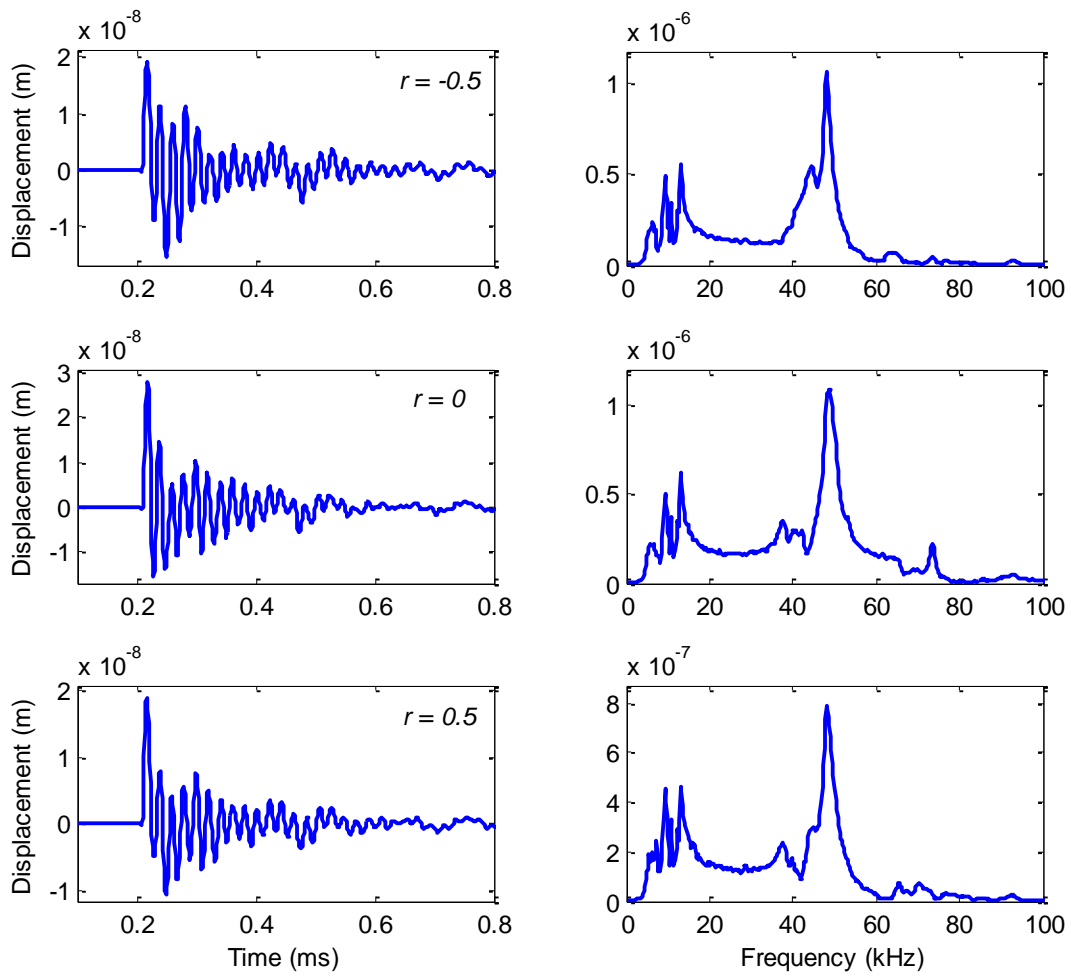 x 10^-8
Displacement (m)
2
1
0
-1
r = -0.5
0.2 0.4 0.6 0.8
x 10^-6
1
0.5
0
0 20 40 60 80 100
x 10^-8
Displacement (m)
3
2
1
0
-1
r = 0
0.2 0.4 0.6 0.8
x 10^-6
1
0.5
0
0 20 40 60 80 100
x 10^-8
Displacement (m)
2
1
0
-1
r = 0.5
0.2 0.4 0.6 0.8
Time (ms)
x 10^-7
8
6
4
2
0
0 20 40 60 80 100
Frequency (kHz)